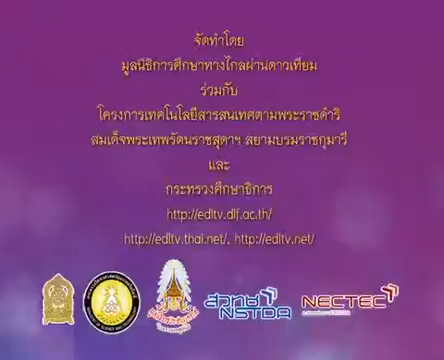 จัดทำโดย
มูลนิธิการศึกษาทางไกลผ่านดาวเทียม
ร่วมกับ
โครงการเทคโนโลยีสารสนเทศตามพระราชดำริ
สมเด็จพระเทพรัตนราชสุดาฯ สยามบรมราชกุมารี
และ
กระทรวงศึกษาธิการ
http://edltv.dlf.ac.th/
http://edltv.thai.net/, http://edltv.net/
สวทช NECTEC
NSTDA